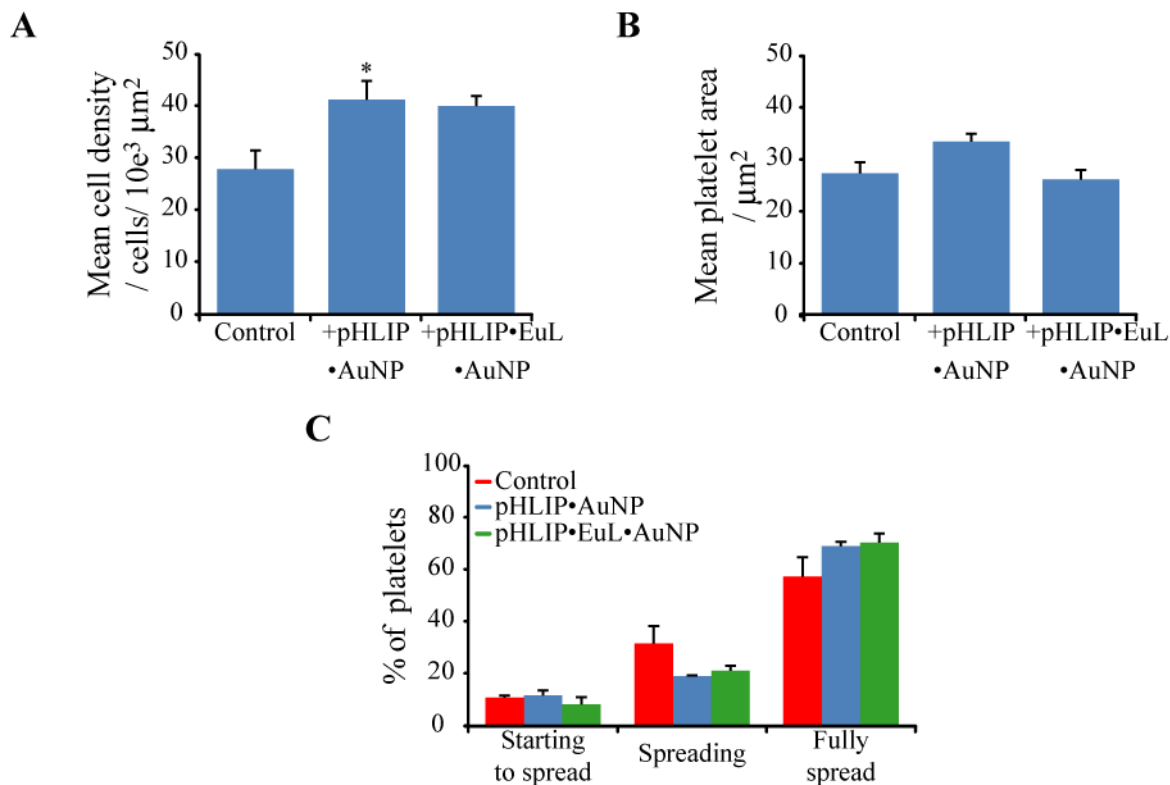 A
Mean cell density
/ cells/ 10e³ μm²
50
40
30
20
10
0
*
Control
+pHLIP
•AuNP
+pHLIP•EuL
•AuNP
B
Mean platelet area
/ μm²
50
40
30
20
10
0
Control
+pHLIP
•AuNP
+pHLIP•EuL
•AuNP
C
% of platelets
100
80
60
40
20
0
Control
pHLIP•AuNP
pHLIP•EuL•AuNP
Starting
to spread
Spreading
Fully
spread